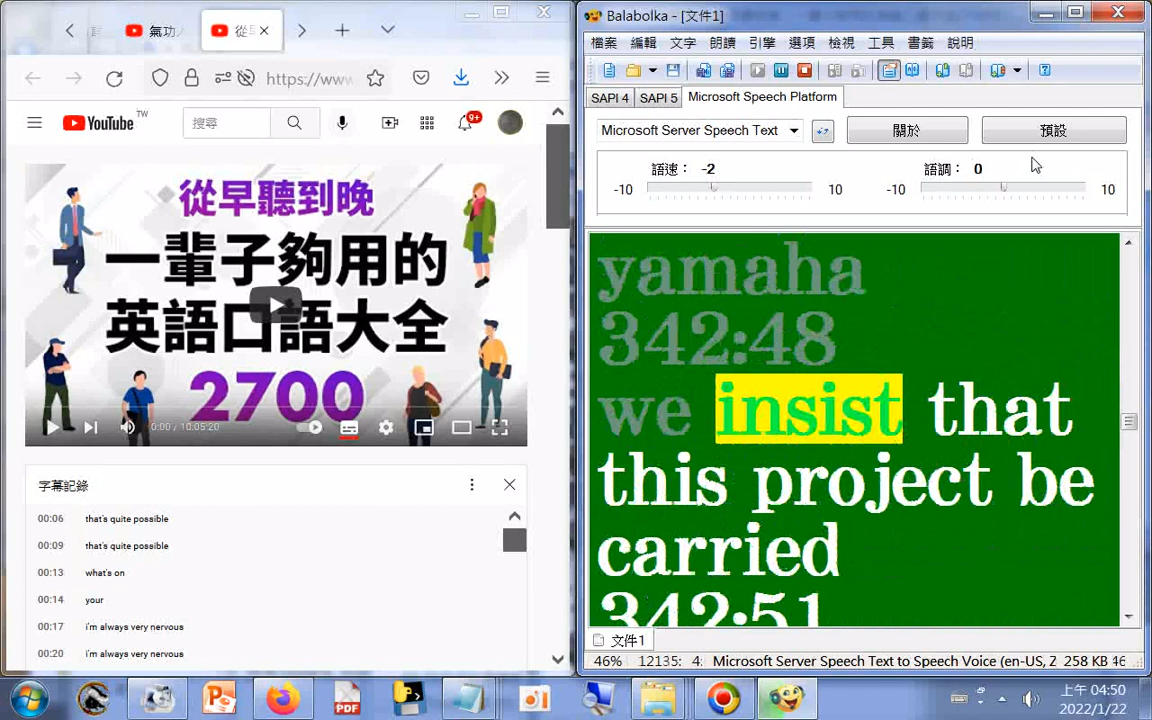 氣功
從
https://www
YouTube TW
搜尋
9+
從早聽到晚
一輩子夠用的
英語口語大全
2700
0:00 / 10:05:20
字幕記錄
00:06 that's quite possible
00:09 that's quite possible
00:13 what's on
00:14 your
00:17 i'm always very nervous
00:20 i'm always very nervous
Balabolka - [文件1]
檔案 編輯 文字 朗讀 引擎 選項 檢視 工具 書籤 說明
SAPI 4 SAPI 5 Microsoft Speech Platform
Microsoft Server Speech Text 關於 預設
語速： -2 語調： 0
-10 10 -10 10
yamaha
342:48
we insist that
this project be
carried
342:51
文件1
46% 12135: 4: Microsoft Server Speech Text to Speech Voice (en-US, Z 258 KB 46
PDF
上午 04:50
2022/1/22